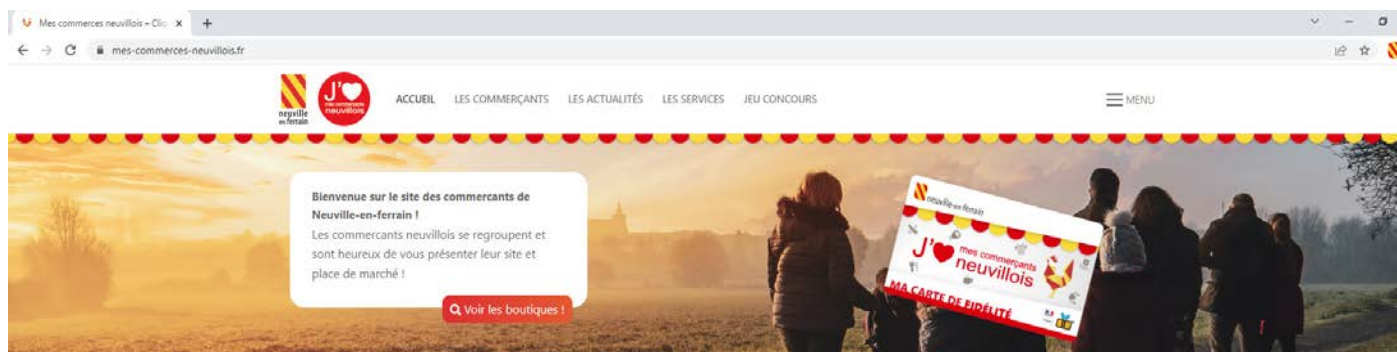 Mes commerces neuvillois – Clic
mes-commerces-neuvillois.fr
neuville
en ferrain
J'
mes commerçants
neuvillois
ACCUEIL LES COMMERÇANTS LES ACTUALITÉS LES SERVICES JEU CONCOURS
MENU
Bienvenue sur le site des commercants de
Neuville-en-ferrain !
Les commercants neuvillois se regroupent et
sont heureux de vous présenter leur site et
place de marché !
Voir les boutiques !
neuville-en-ferrain
J'
mes commerçants
neuvillois
MA CARTE DE FIDÉLITÉ